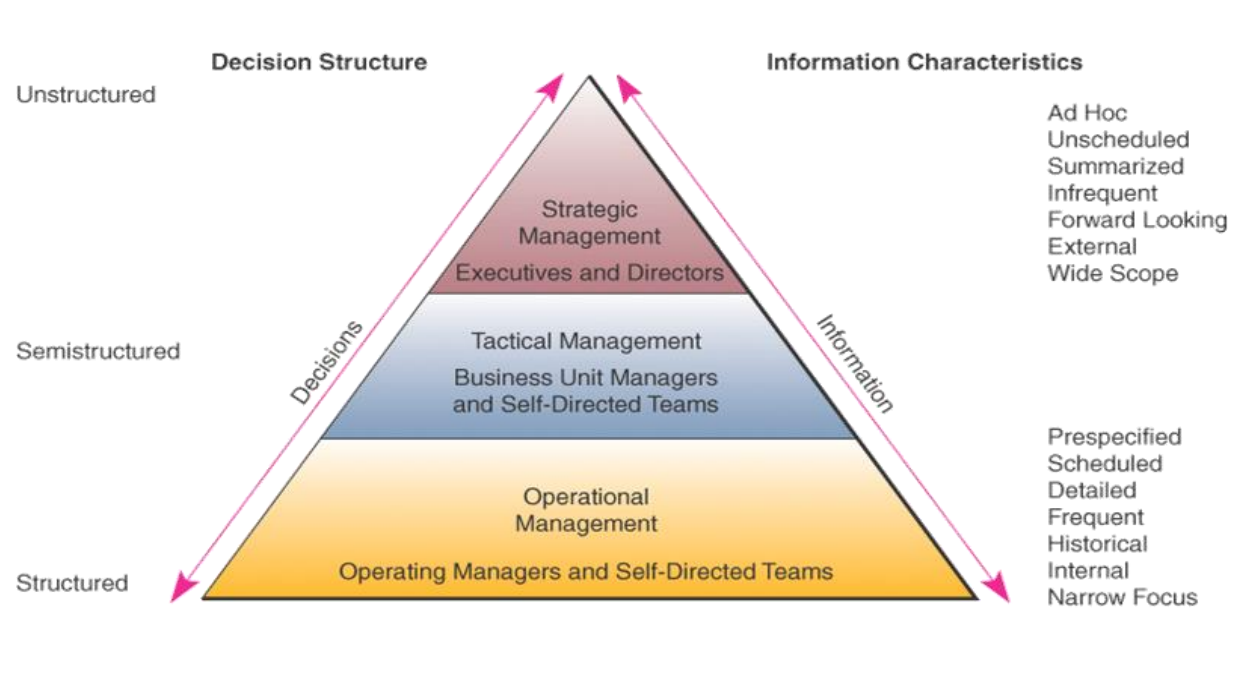 Decision Structure
Information Characteristics
Unstructured
Ad Hoc
Unscheduled
Summarized
Infrequent
Forward Looking
External
Wide Scope
Strategic
Management
Executives and Directors
Decisions
Information
Semistructured
Tactical Management
Business Unit Managers
and Self-Directed Teams
Prespecified
Scheduled
Detailed
Frequent
Historical
Internal
Narrow Focus
Operational
Management
Operating Managers and Self-Directed Teams
Structured